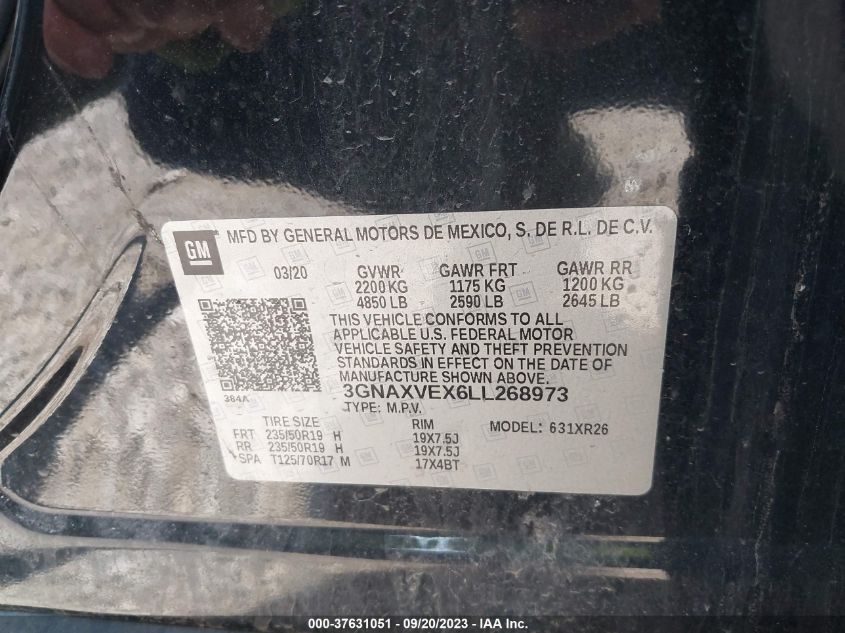 GM MFD BY GENERAL MOTORS DE MEXICO, S. DE R.L. DE C.V.
03/20 GVWR GAWR FRT GAWR RR
2200 KG 1175 KG 1200 KG
4850 LB 2590 LB 2645 LB
THIS VEHICLE CONFORMS TO ALL
APPLICABLE U.S. FEDERAL MOTOR
VEHICLE SAFETY AND THEFT PREVENTION
STANDARDS IN EFFECT ON THE DATE OF
MANUFACTURE SHOWN ABOVE.
384A 3GNAXVEX6LL268973
TYPE: M.P.V.
TIRE SIZE RIM MODEL: 631XR26
FRT 235/50R19 H 19X7.5J
RR 235/50R19 H 19X7.5J
SPA T125/70R17 M 17X4BT
000-37631051 - 09/20/2023 - © IAA Inc.